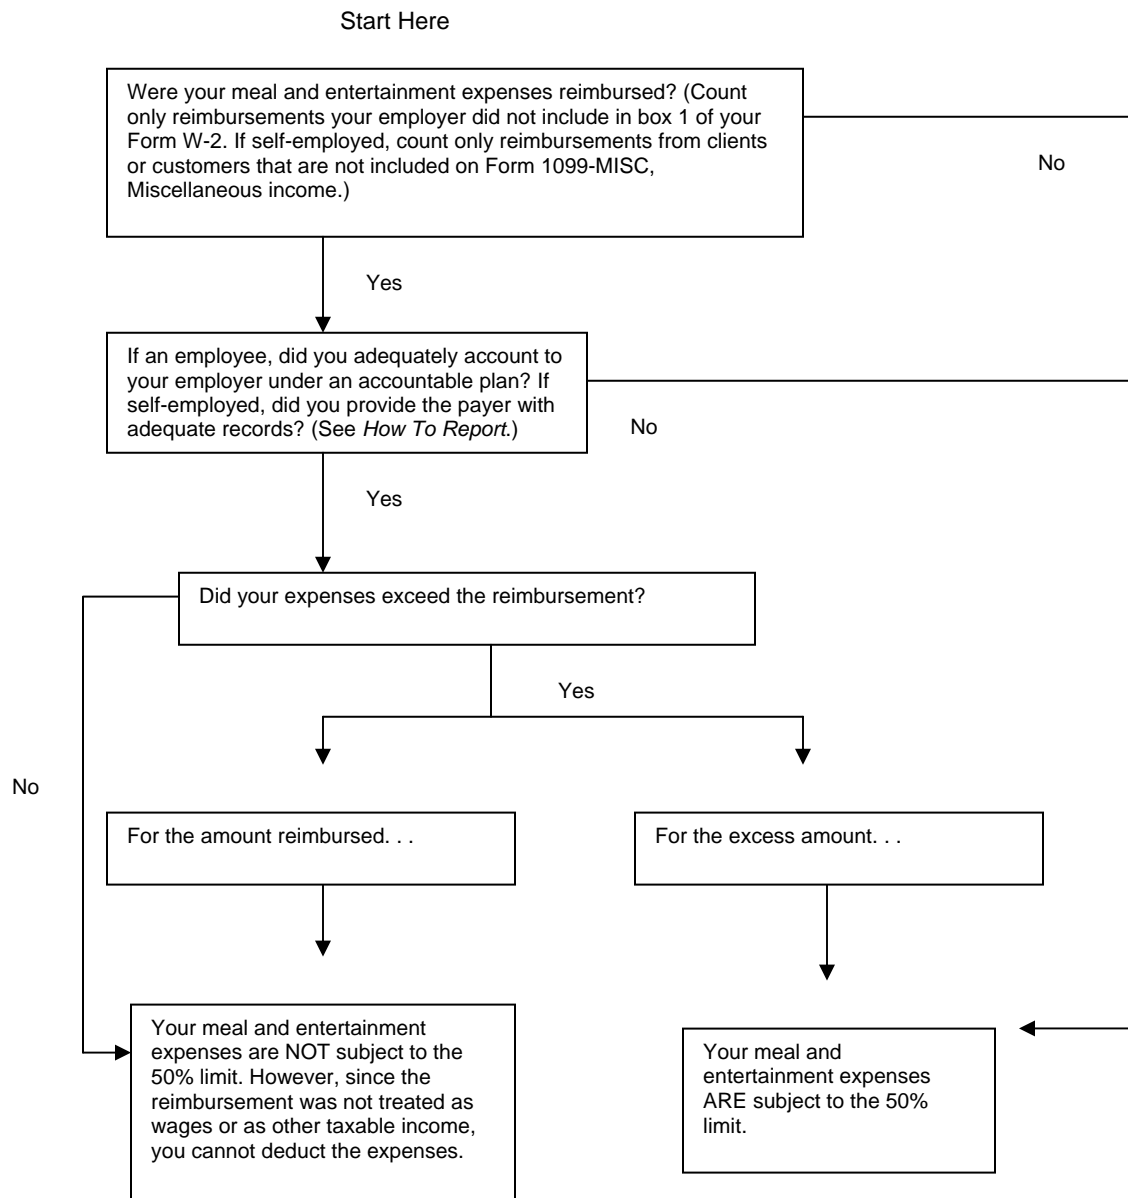 Start Here
Were your meal and entertainment expenses reimbursed? (Count
only reimbursements your employer did not include in box 1 of your
Form W-2. If self-employed, count only reimbursements from clients
or customers that are not included on Form 1099-MISC,
Miscellaneous income.)
No
Yes
If an employee, did you adequately account to
your employer under an accountable plan? If
self-employed, did you provide the payer with
adequate records? (See How To Report.)
No
Yes
Did your expenses exceed the reimbursement?
Yes
No
For the amount reimbursed. . .
For the excess amount. . .
Your meal and entertainment
expenses are NOT subject to the
50% limit. However, since the
reimbursement was not treated as
wages or as other taxable income,
you cannot deduct the expenses.
Your meal and
entertainment expenses
ARE subject to the 50%
limit.